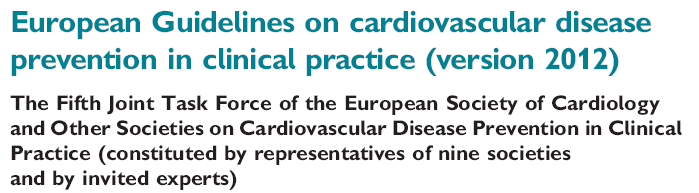 European Guidelines on cardiovascular disease
prevention in clinical practice (version 2012)
The Fifth Joint Task Force of the European Society of Cardiology
and Other Societies on Cardiovascular Disease Prevention in Clinical
Practice (constituted by representatives of nine societies
and by invited experts)